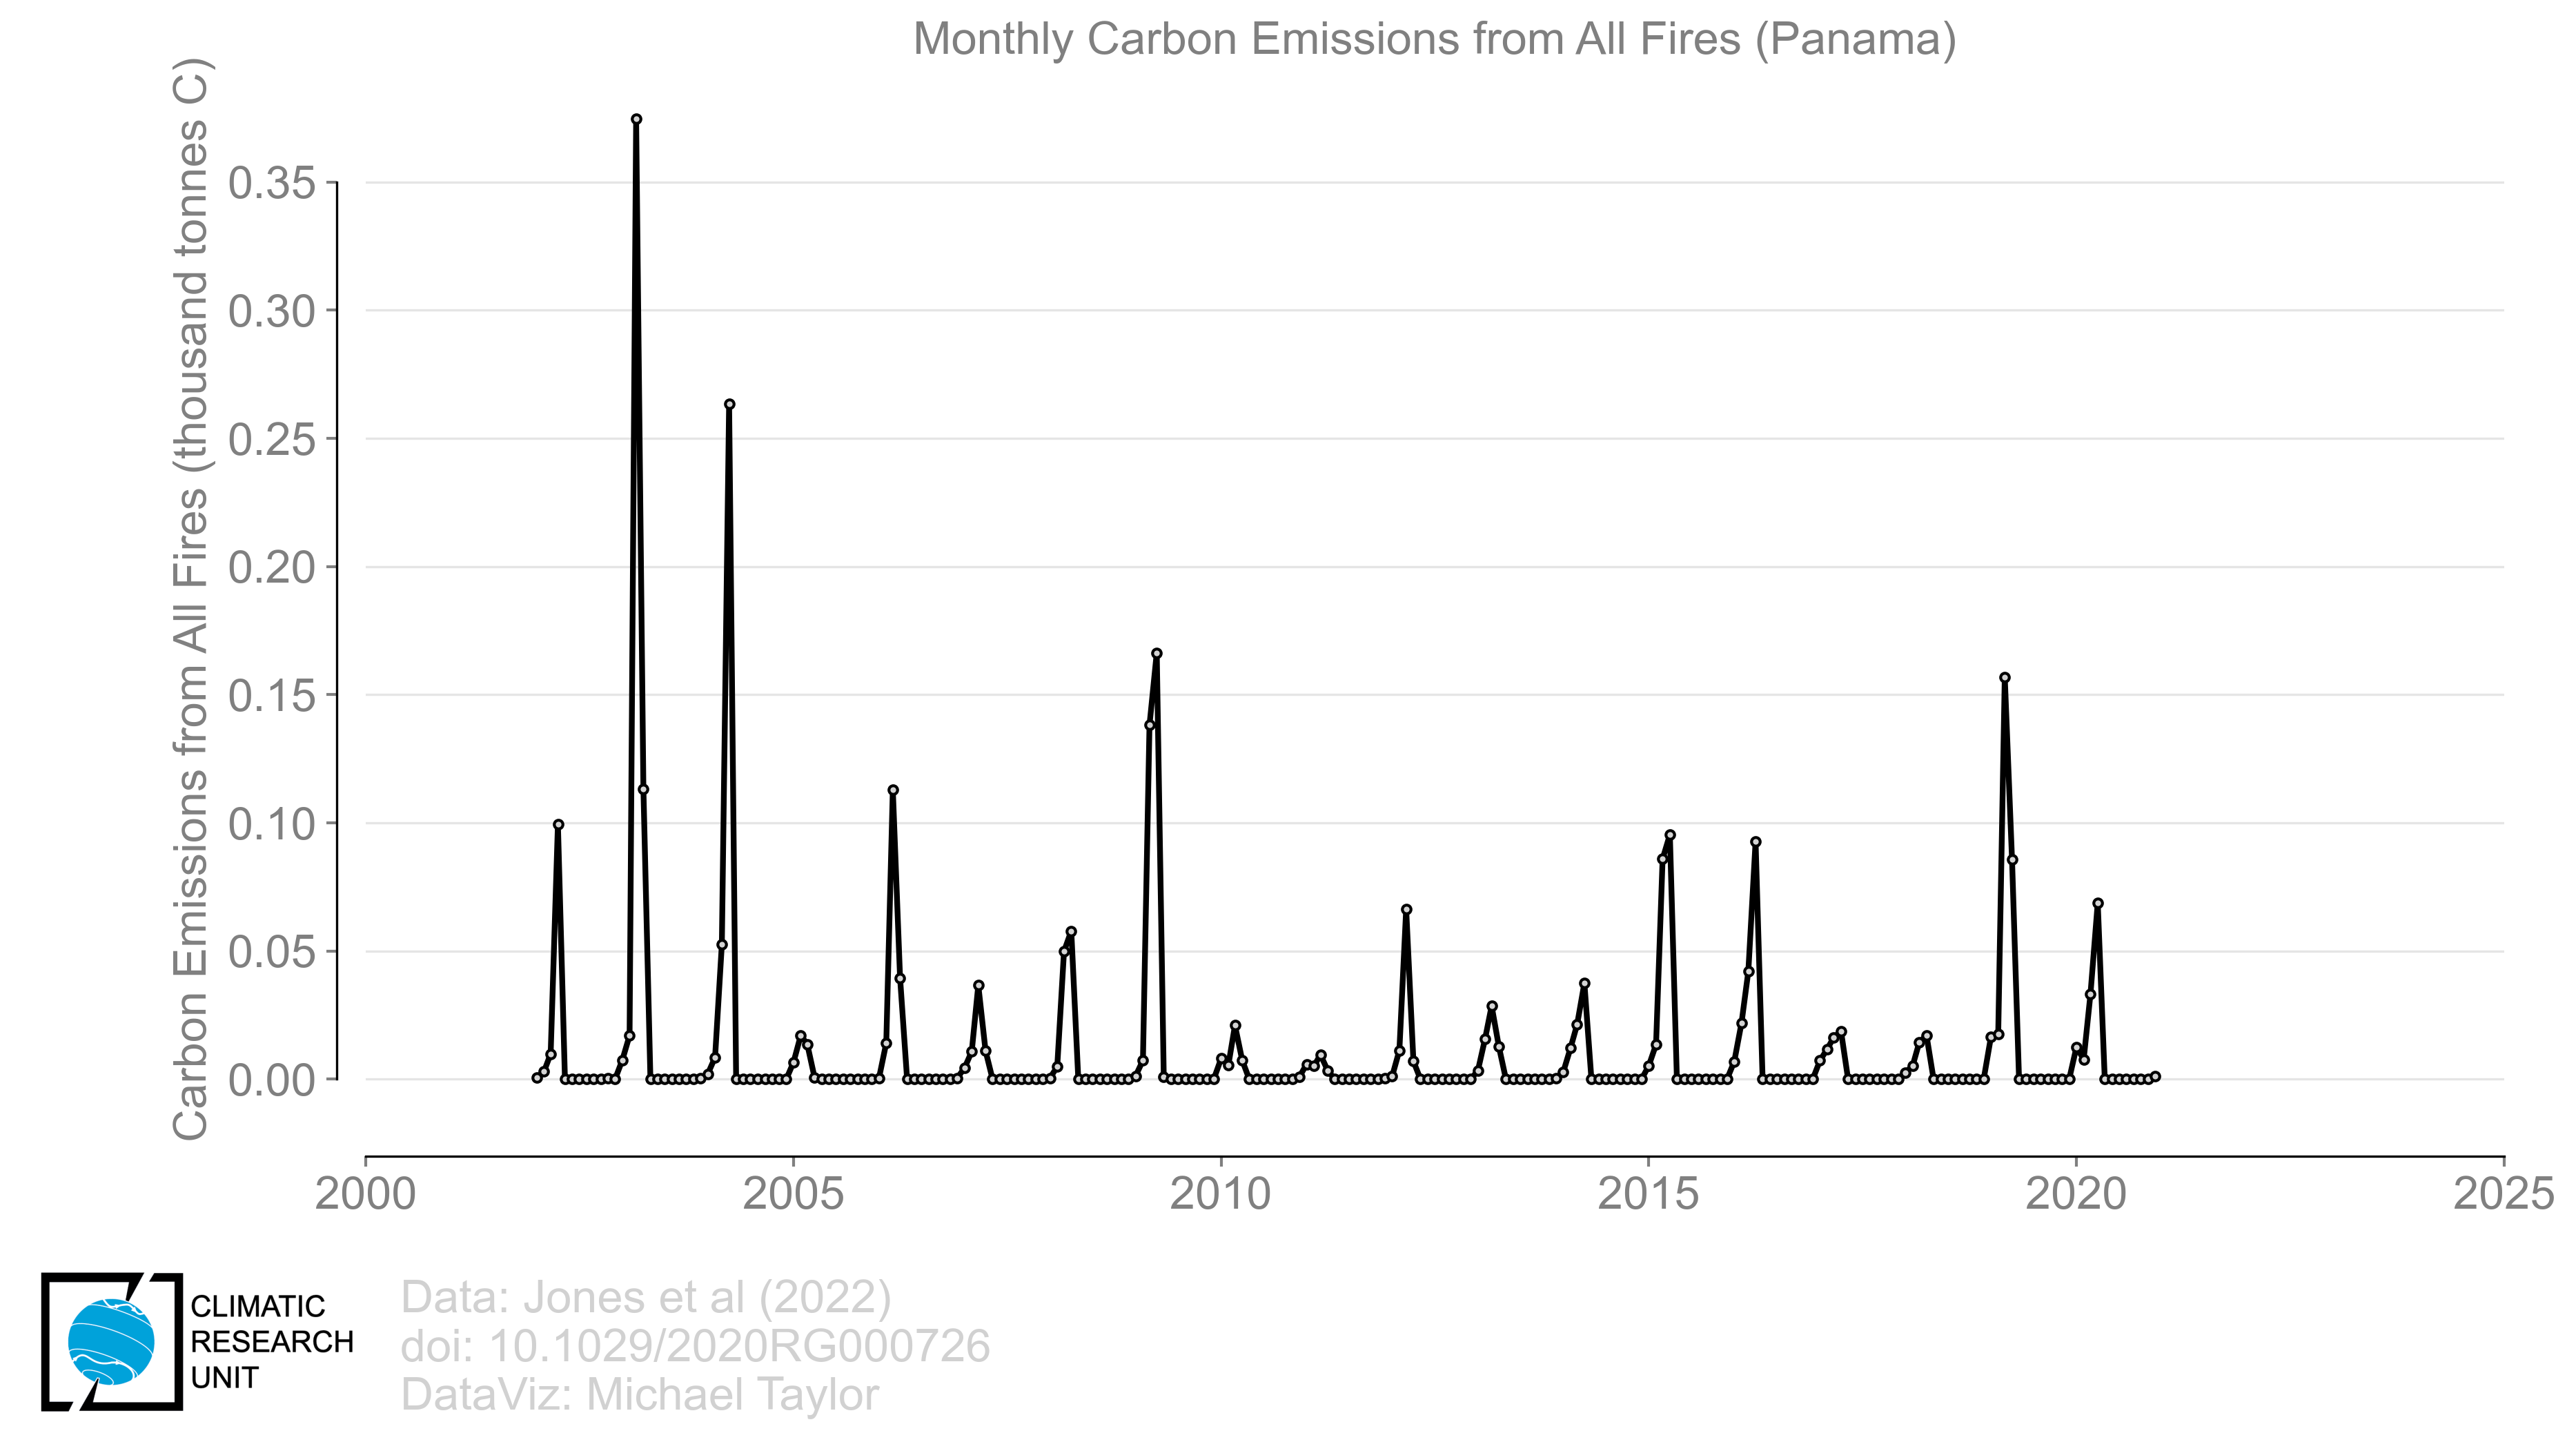 Monthly Carbon Emissions from All Fires (Panama)
Carbon Emissions from All Fires (thousand tonnes C)
0.35
0.30
0.25
0.20
0.15
0.10
0.05
0.00
2000
2005
2010
2015
2020
2025
CLIMATIC
RESEARCH
UNIT
Data: Jones et al (2022)
doi: 10.1029/2020RG000726
DataViz: Michael Taylor